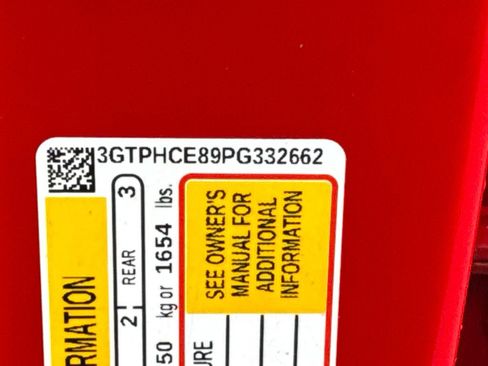 3GTPHCE89PG332662
RMATION
2 REAR 3
50 kg or 1654 lbs.
SEE OWNER'S
MANUAL FOR
ADDITIONAL
INFORMATION
URE